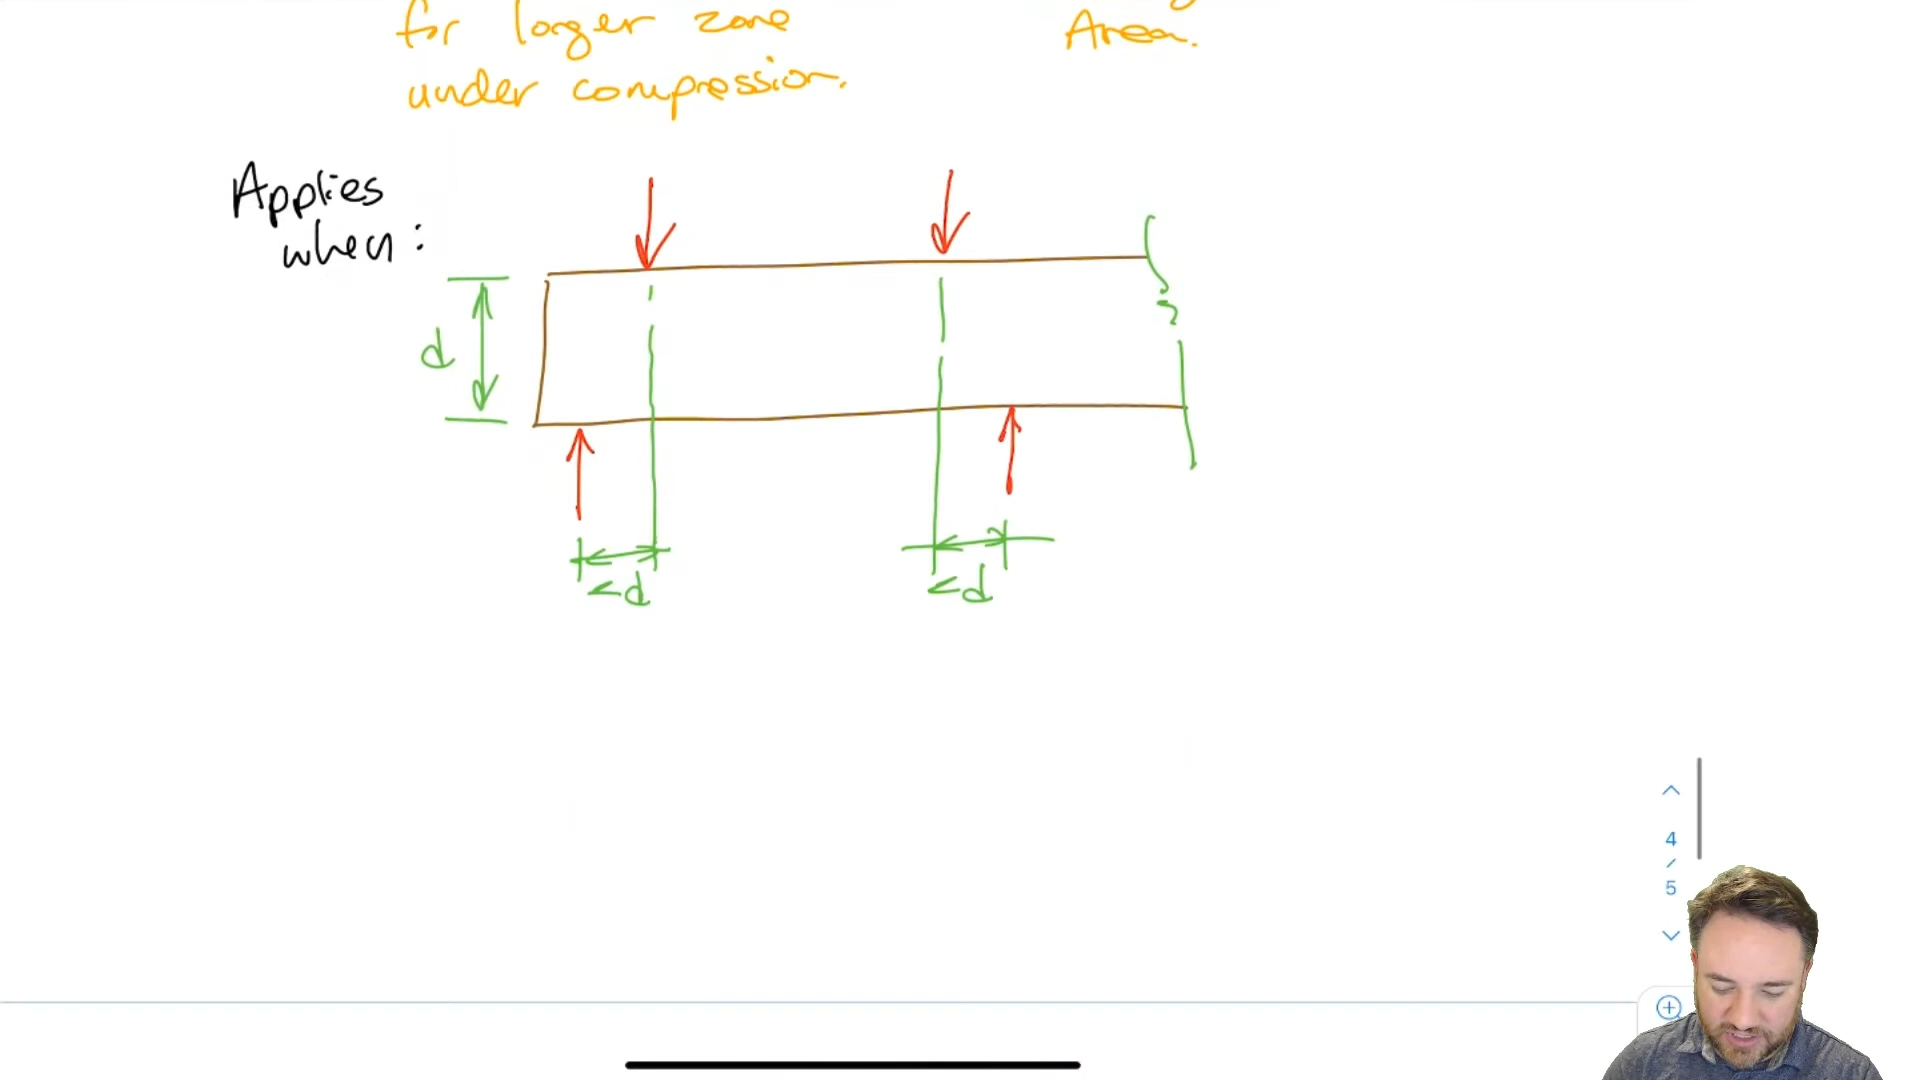 for longer zone
under compression.
Area.
Applies
when:
d
<d
<d
4
/
5